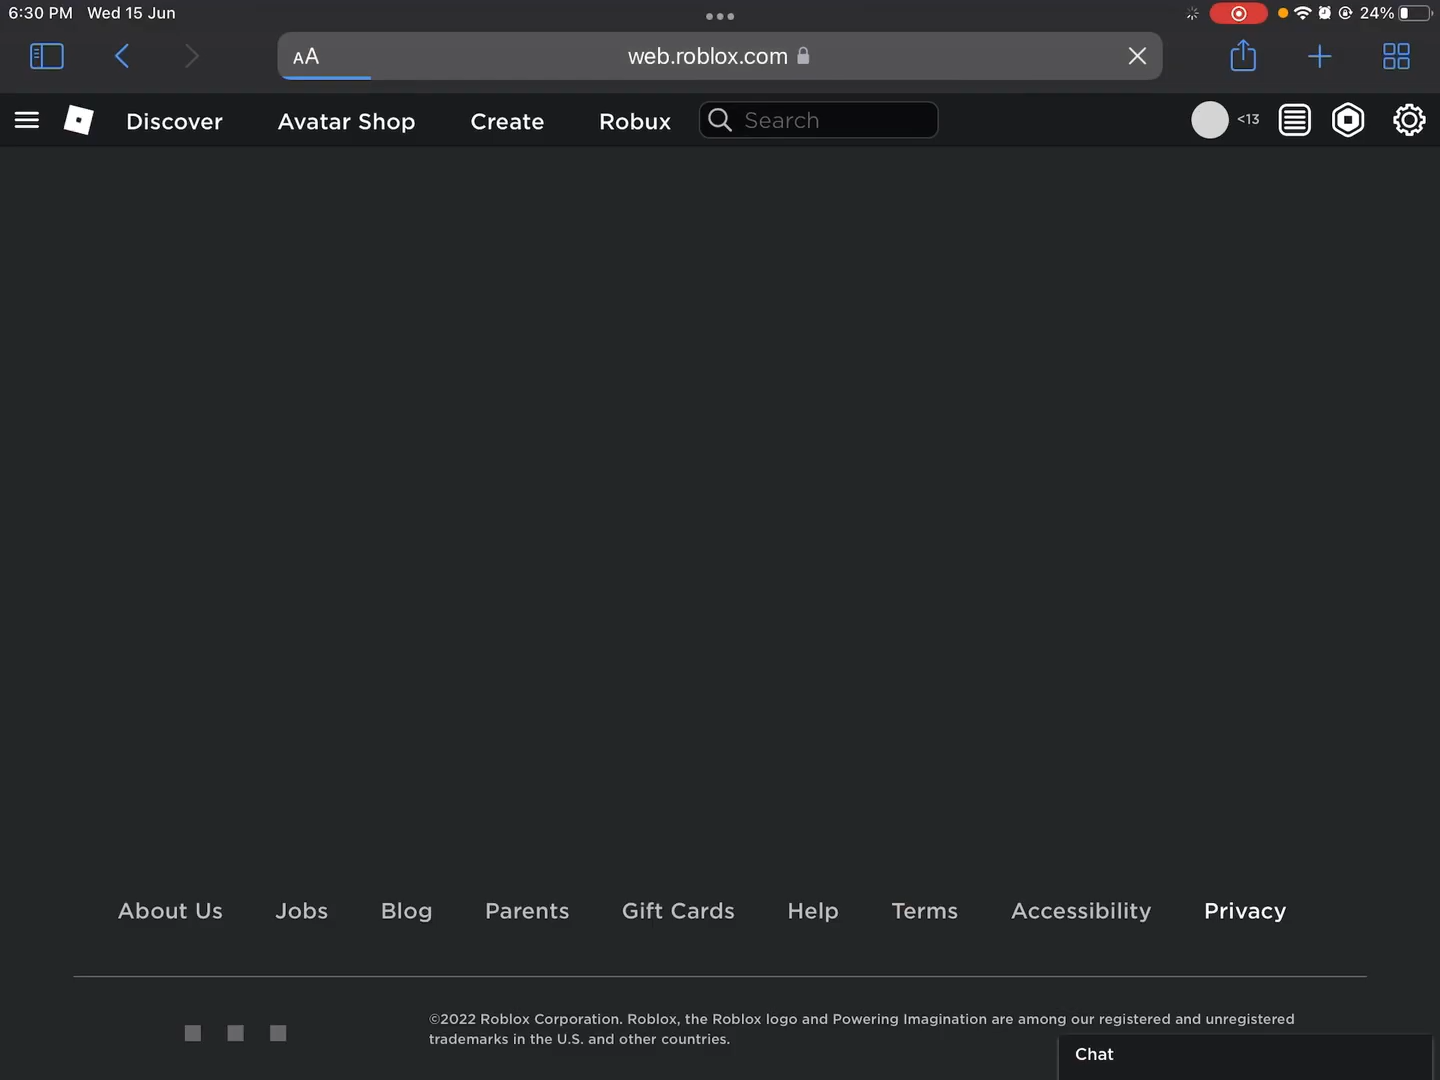 6:30 PM Wed 15 Jun 24%
AA web.roblox.com
Discover Avatar Shop Create Robux Search <13
About Us Jobs Blog Parents Gift Cards Help Terms Accessibility Privacy
©2022 Roblox Corporation. Roblox, the Roblox logo and Powering Imagination are among our registered and unregistered
trademarks in the U.S. and other countries.
Chat